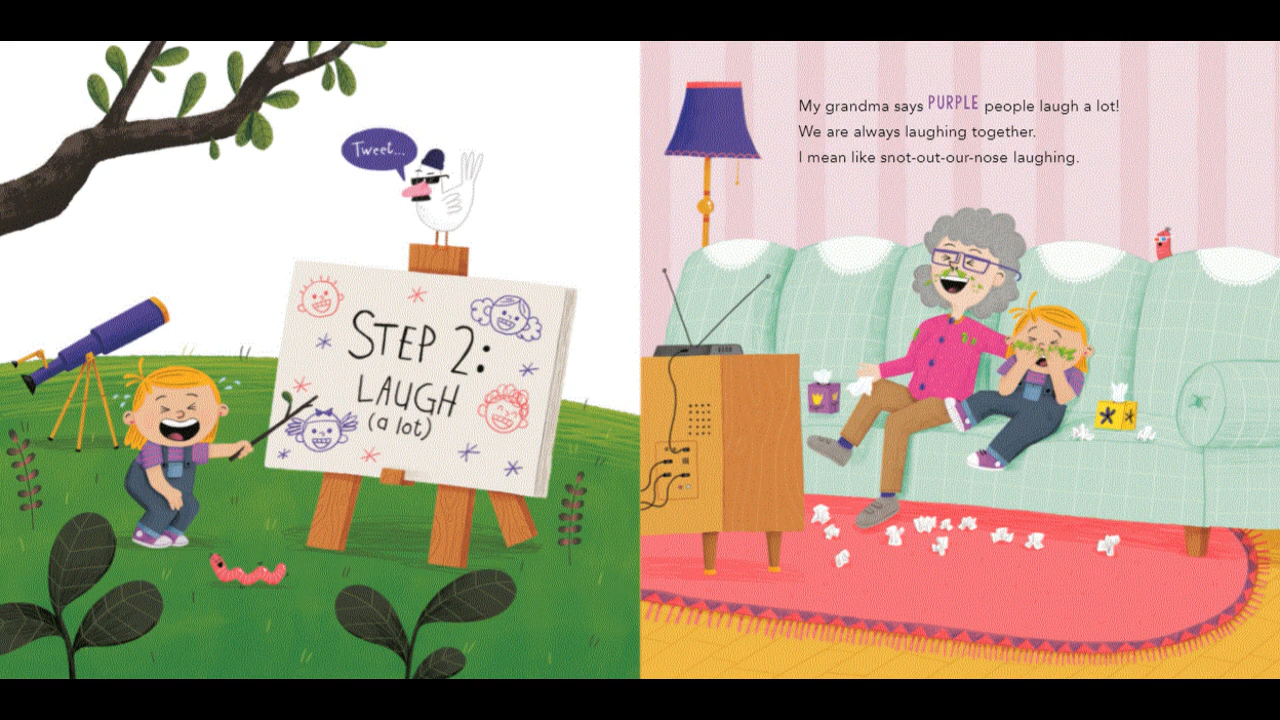 Tweet...
STEP 2:
LAUGH
(a lot)
My grandma says PURPLE people laugh a lot!
We are always laughing together.
I mean like snot-out-our-nose laughing.